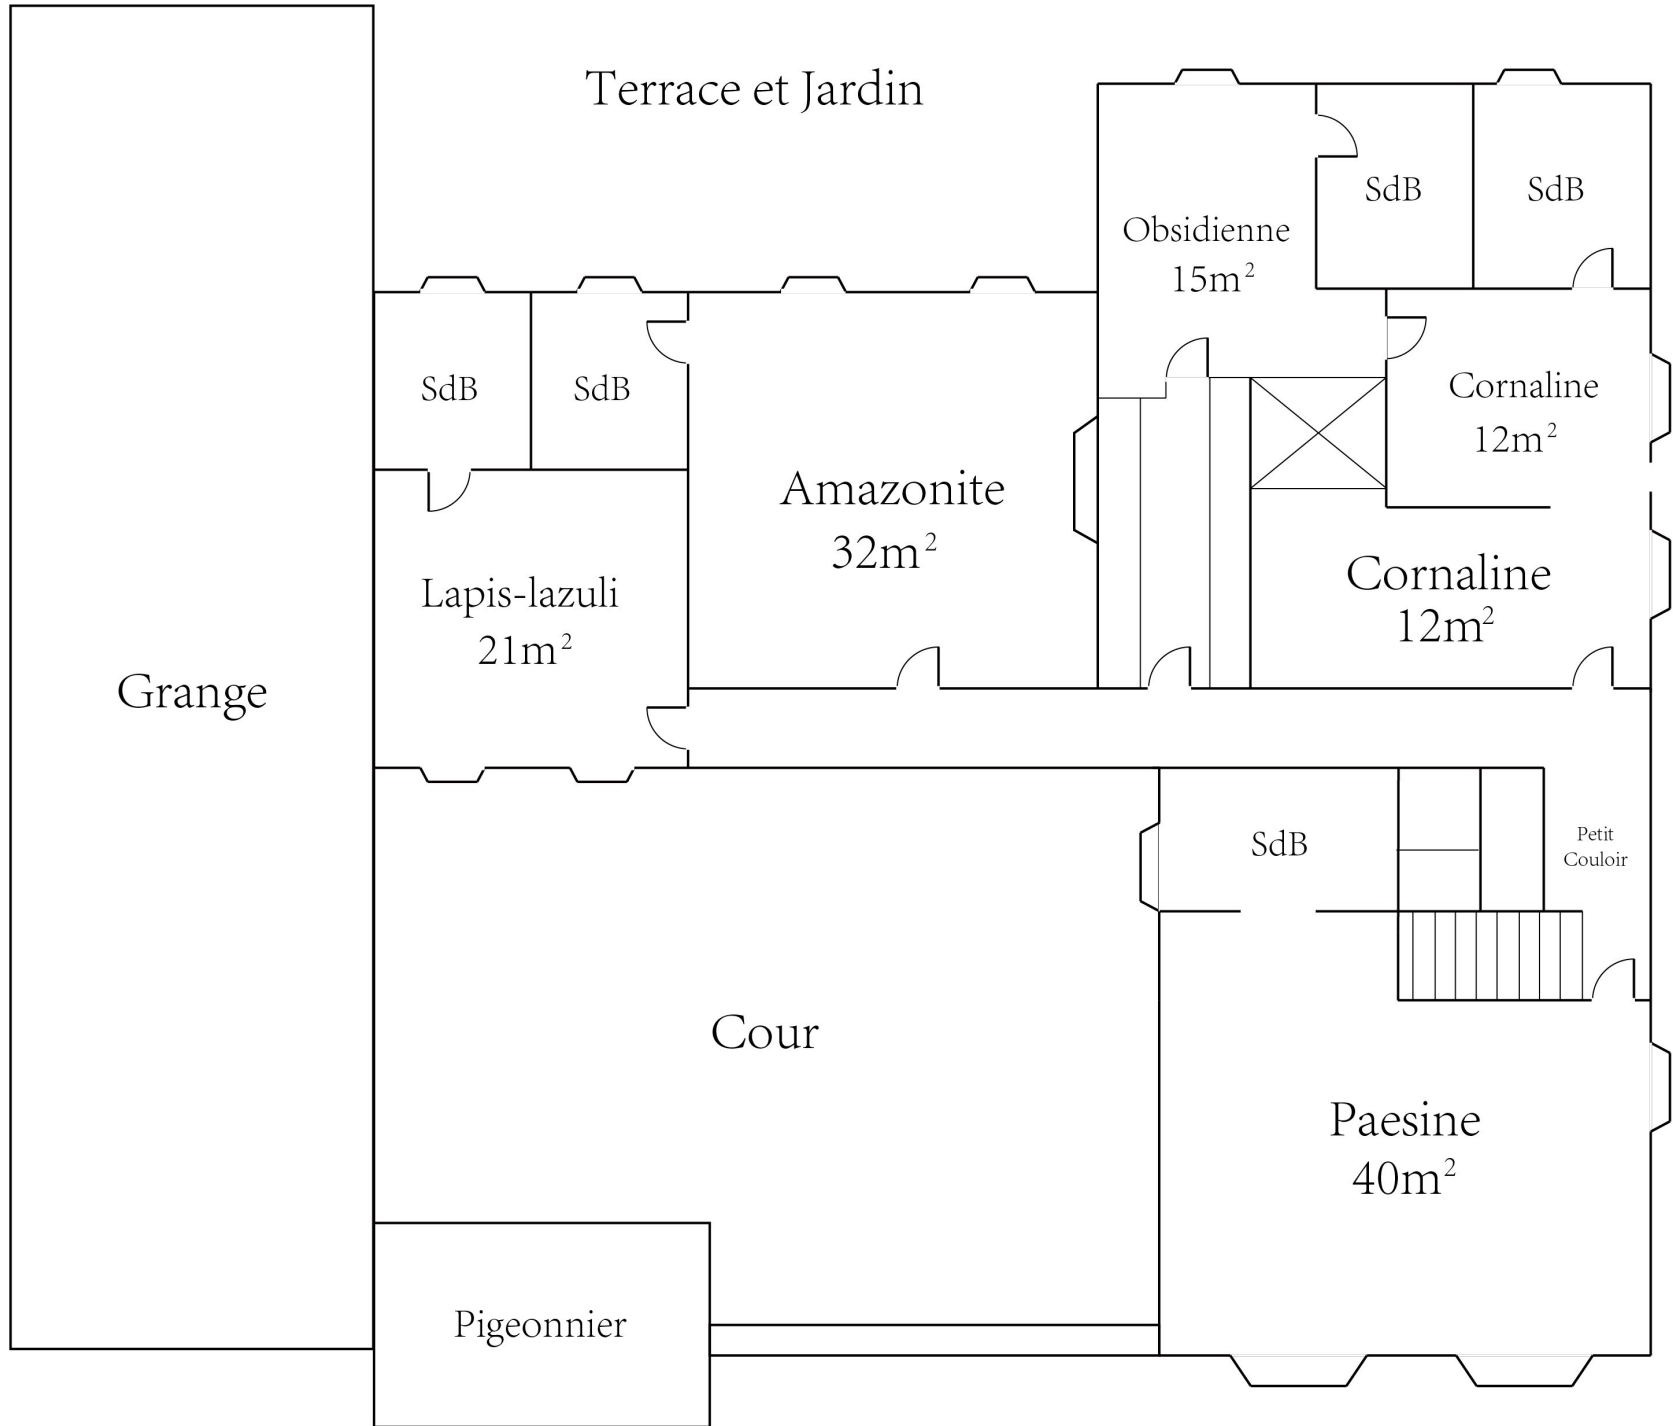 Terrace et Jardin
SdB
SdB
Obsidienne
15m²
SdB
SdB
Cornaline
12m²
Amazonite
32m²
Cornaline
12m²
Lapis-lazuli
21m²
Grange
SdB
Petit
Couloir
Cour
Paesine
40m²
Pigeonnier